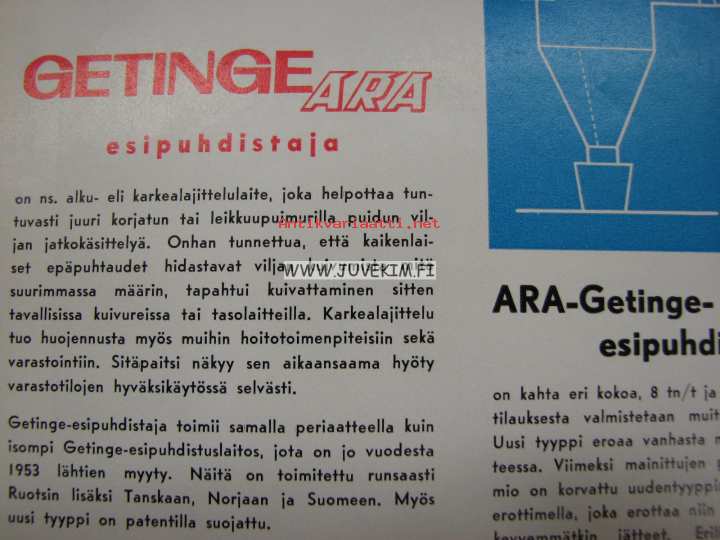 GETINGE ARA
esipuhdistaja
on ns. alku- eli karkealajittelulaite, joka helpottaa tun-
tuvasti juuri korjatun tai leikkuupuimurilla puidun vil-
Antikvariaatti.net
jan jatkokäsittelyä. Onhan tunnettua, että kaikenlai-
set epäpuhtaudet hidastavat viljan mitä
WWW.JUVEKIM.FI
suurimmassa määrin, tapahtui kuivattaminen sitten
tavallisissa kuivureissa tai tasolaitteilla. Karkealajittelu
tuo huojennusta myös muihin hoitotoimenpiteisiin sekä
varastointiin. Sitäpaitsi näkyy sen aikaansaama hyöty
varastotilojen hyväksikäytössä selvästi.
Getinge-esipuhdistaja toimii samalla periaatteella kuin
isompi Getinge-esipuhdistuslaitos, jota on jo vuodesta
1953 lähtien myyty. Näitä on toimitettu runsaasti
Ruotsin lisäksi Tanskaan, Norjaan ja Suomeen. Myös
uusi tyyppi on patentilla suojattu.
ARA-Getinge-
esipuhdi
on kahta eri kokoa, 8 tn/t ja
tilauksesta valmistetaan muit
Uusi tyyppi eroaa vanhasta
teessa. Viimeksi mainittujen
mio on korvattu uudentyyppi
erottimella, joka erottaa niin
kevyemmätkin jätteet. Erik